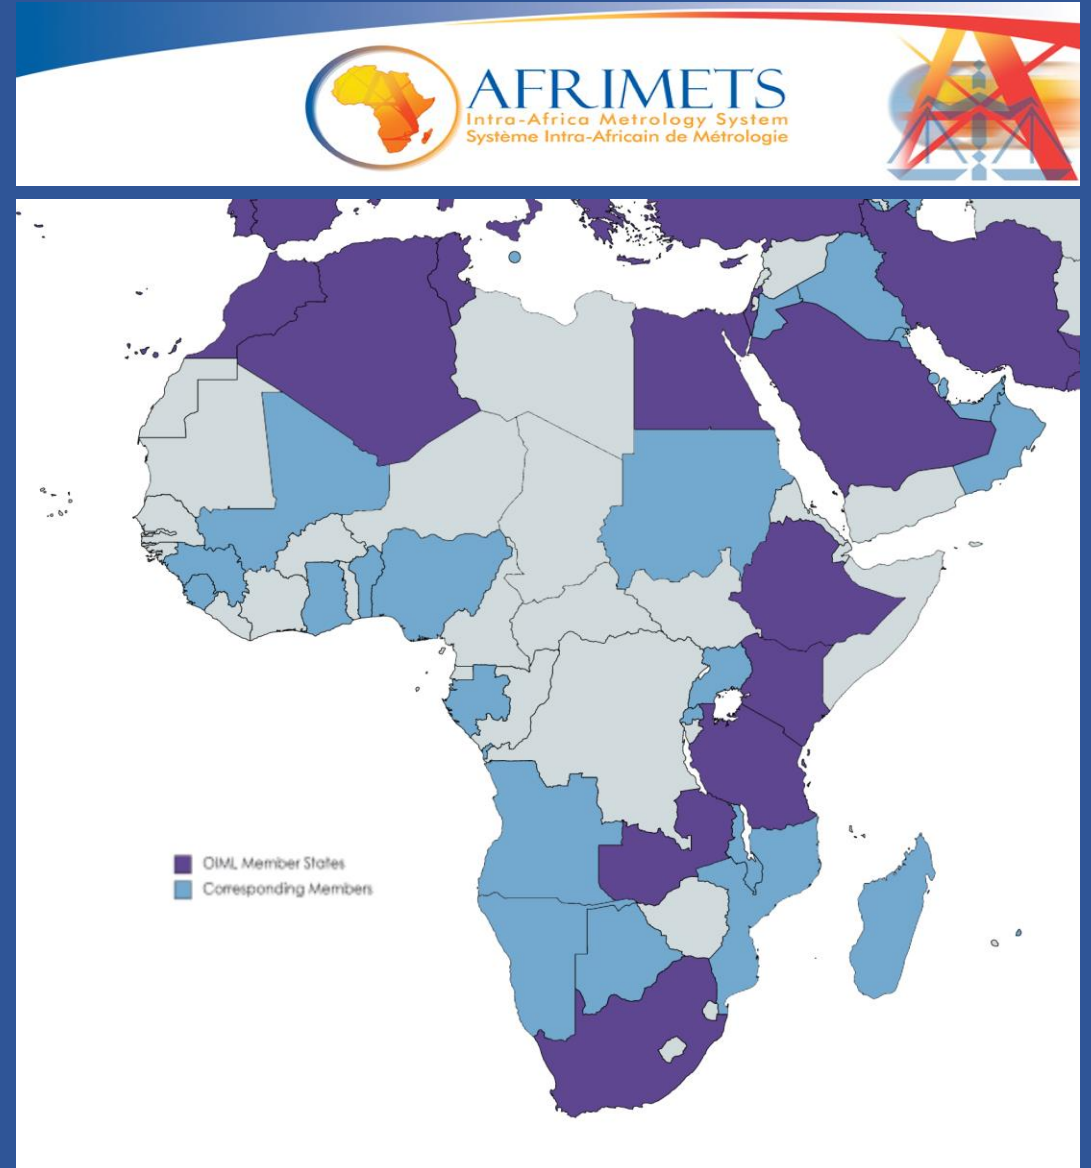 AFRIMETS
Intra-Africa Metrology System
Système Intra-Africain de Métrologie
OIML Member States
Corresponding Members